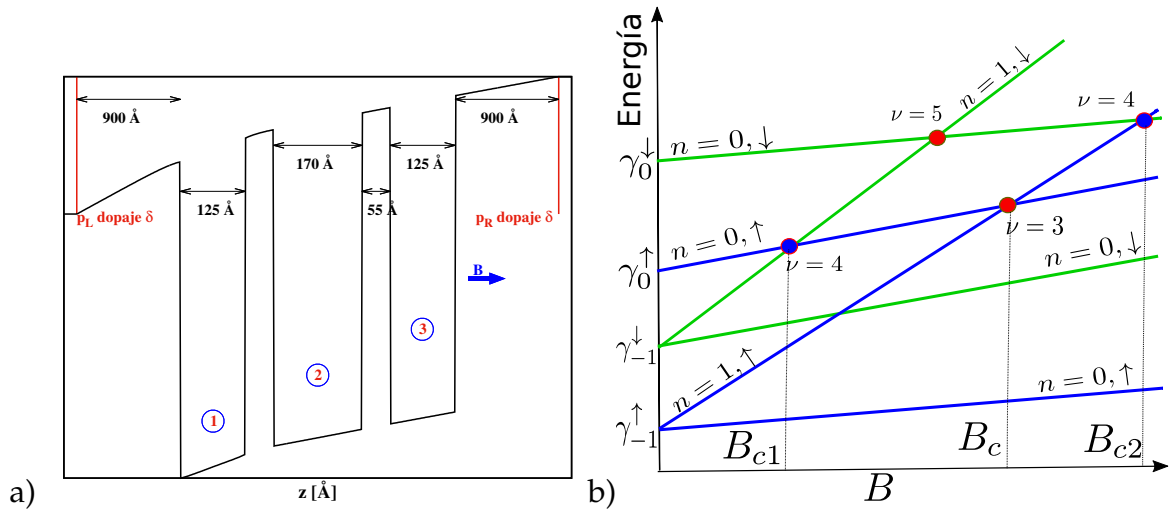 900 Å
900 Å
170 Å
125 Å
125 Å
55 Å
p_L dopaje δ
p_R dopaje δ
B
1
2
3
z [Å]
a)
Energía
n = 1, ↓
ν = 5
ν = 4
n = 0, ↓
γ_0^↓
n = 0, ↑
ν = 3
γ_0^↑
ν = 4
n = 0, ↓
γ_{-1}^↓
n = 1, ↑
n = 0, ↑
γ_{-1}^↑
B_{c1}
B_c
B_{c2}
B
b)